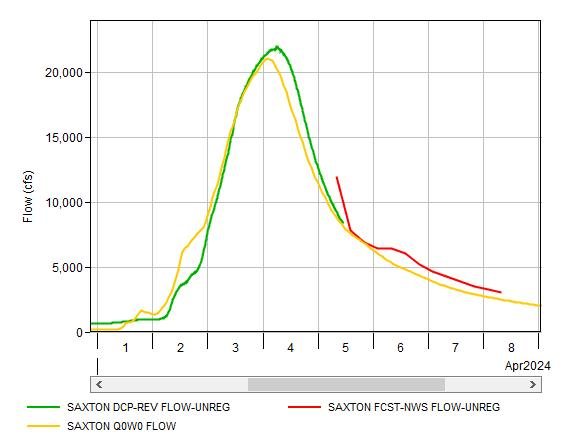 20,000
15,000
10,000
5,000
0
Flow (cfs)
1 2 3 4 5 6 7 8
Apr2024
SAXTON DCP-REV FLOW-UNREG
SAXTON FCST-NWS FLOW-UNREG
SAXTON Q0W0 FLOW